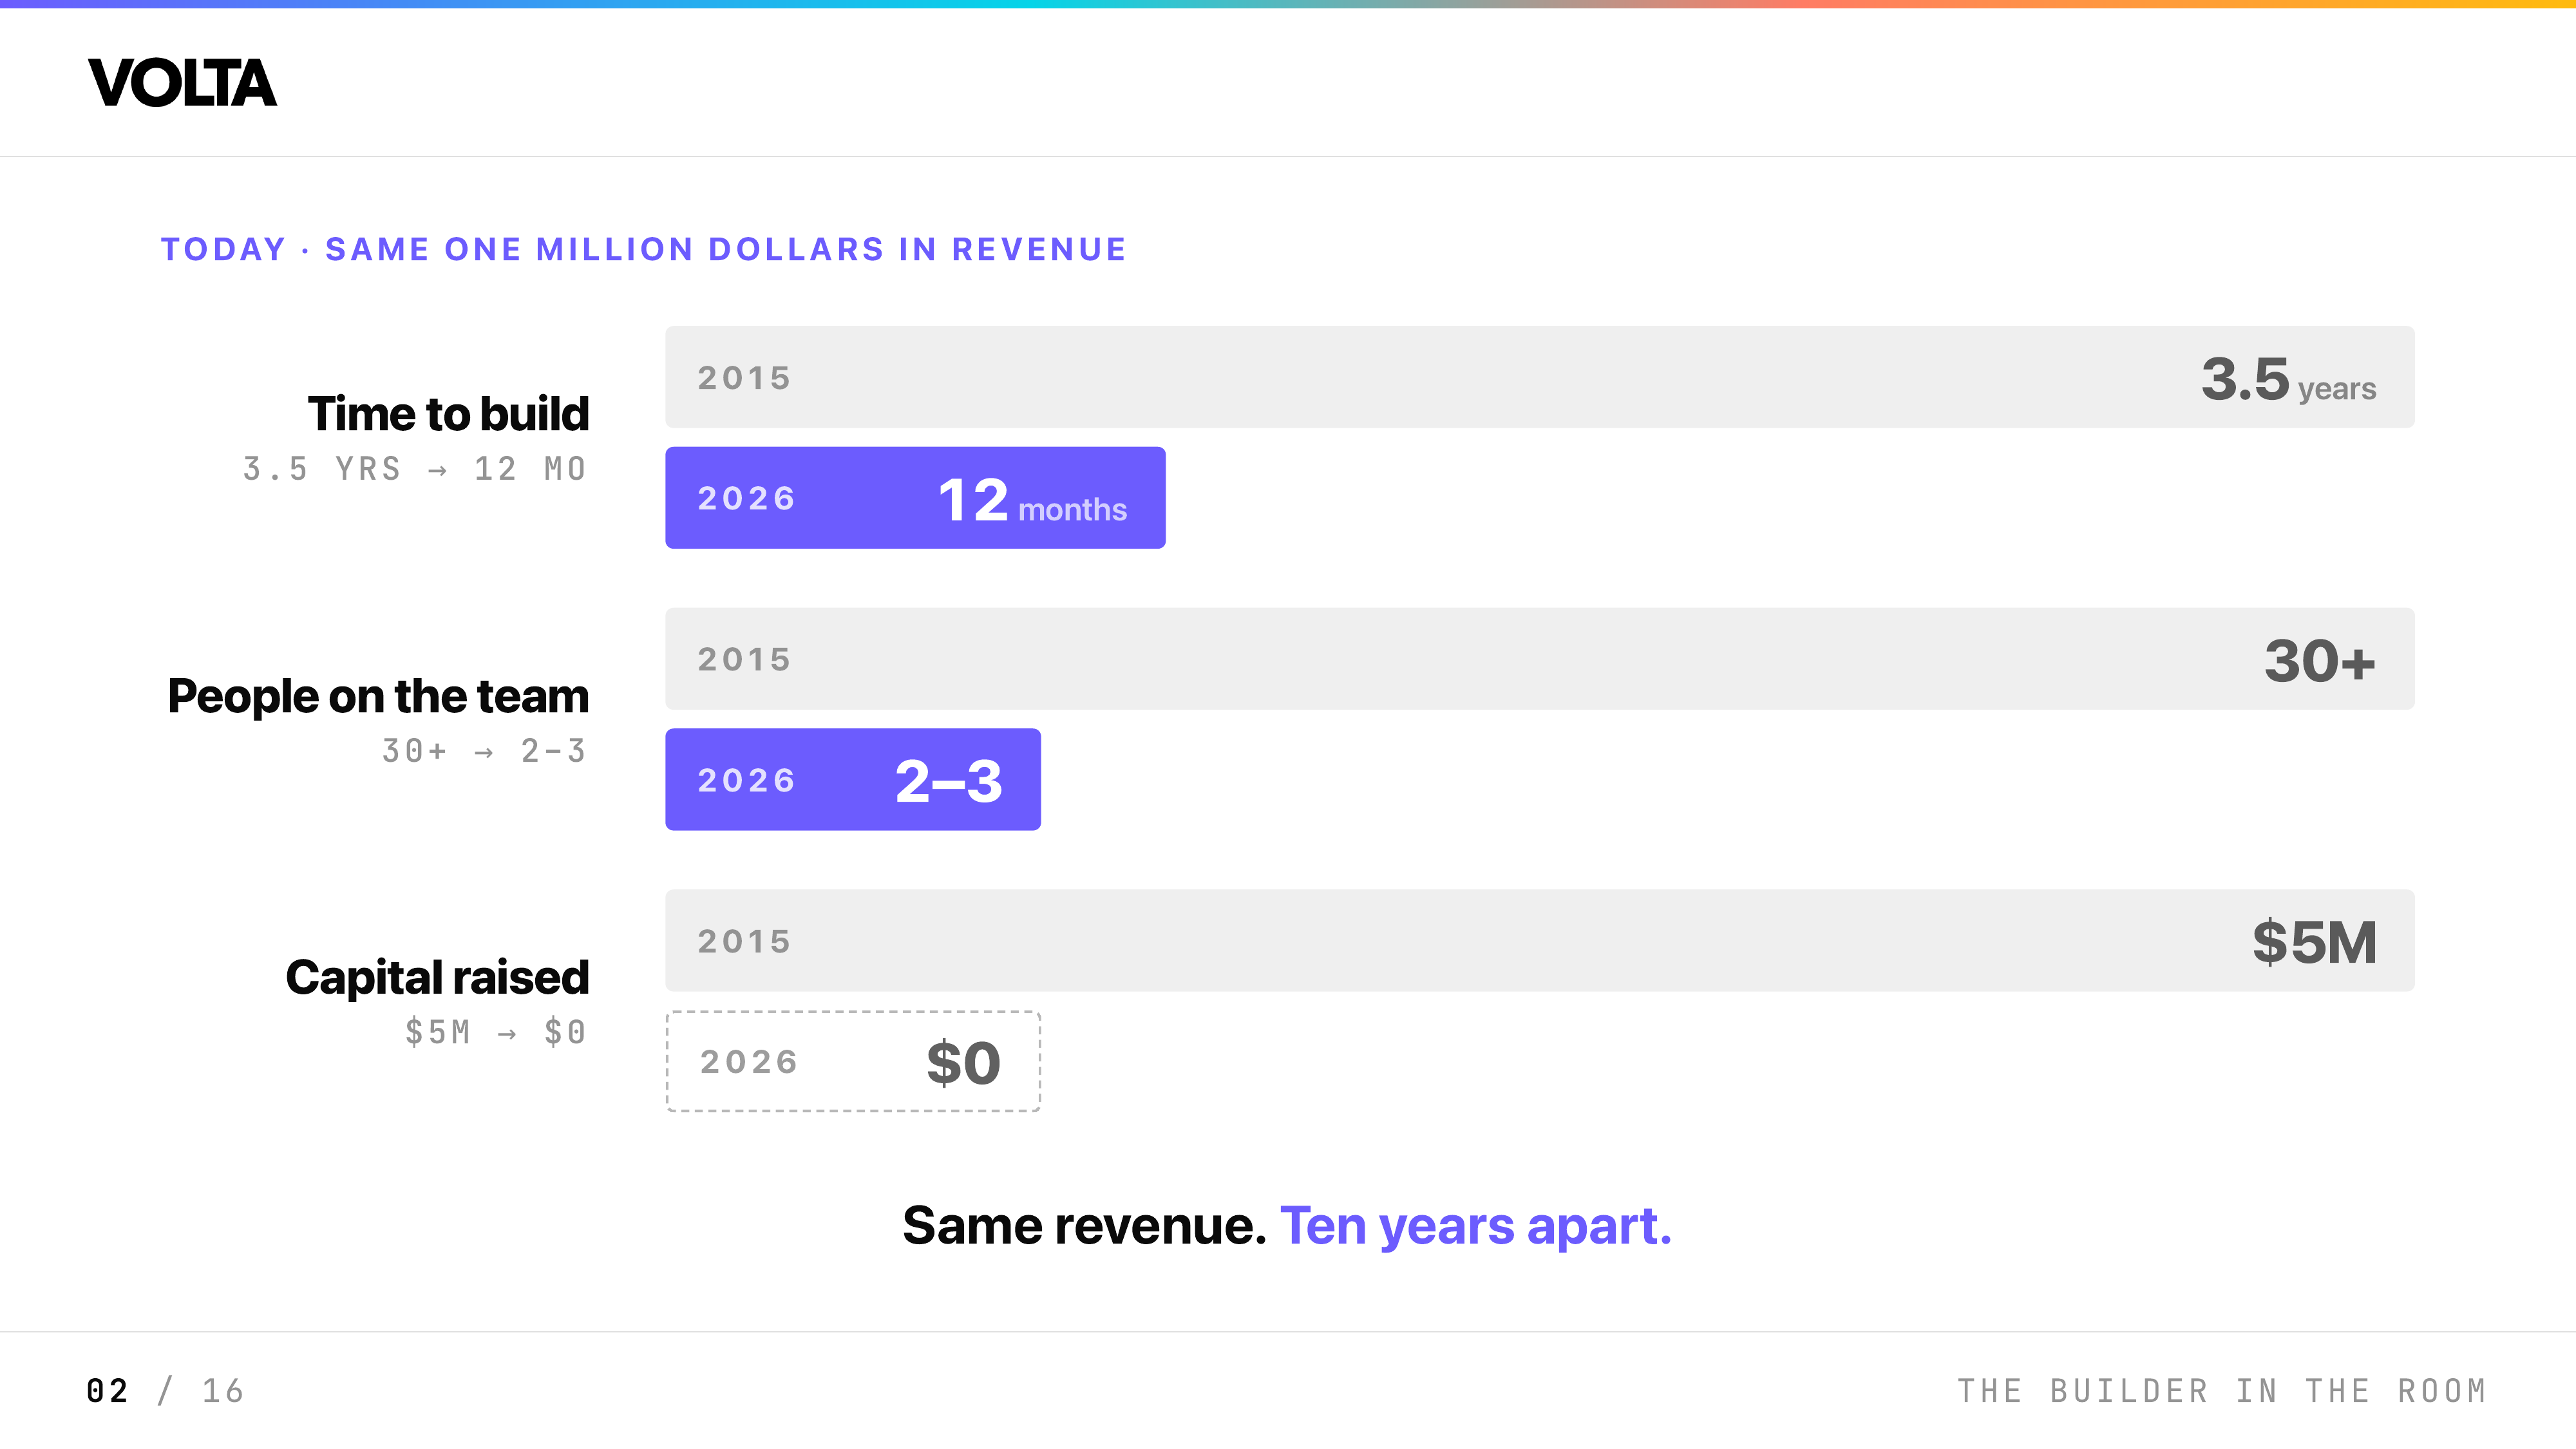 VOLTA
TODAY · SAME ONE MILLION DOLLARS IN REVENUE
Time to build
3.5 YRS → 12 MO
2015
3.5 years
2026
12 months
People on the team
30+ → 2–3
2015
30+
2026
2–3
Capital raised
$5M → $0
2015
$5M
2026
$0
Same revenue. Ten years apart.
02 / 16
THE BUILDER IN THE ROOM